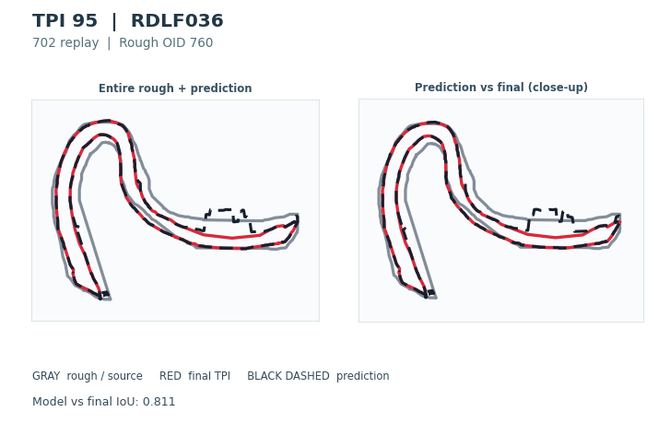 TPI 95 | RDLF036
702 replay | Rough OID 760
Entire rough + prediction
Prediction vs final (close-up)
GRAY rough / source RED final TPI BLACK DASHED prediction
Model vs final IoU: 0.811